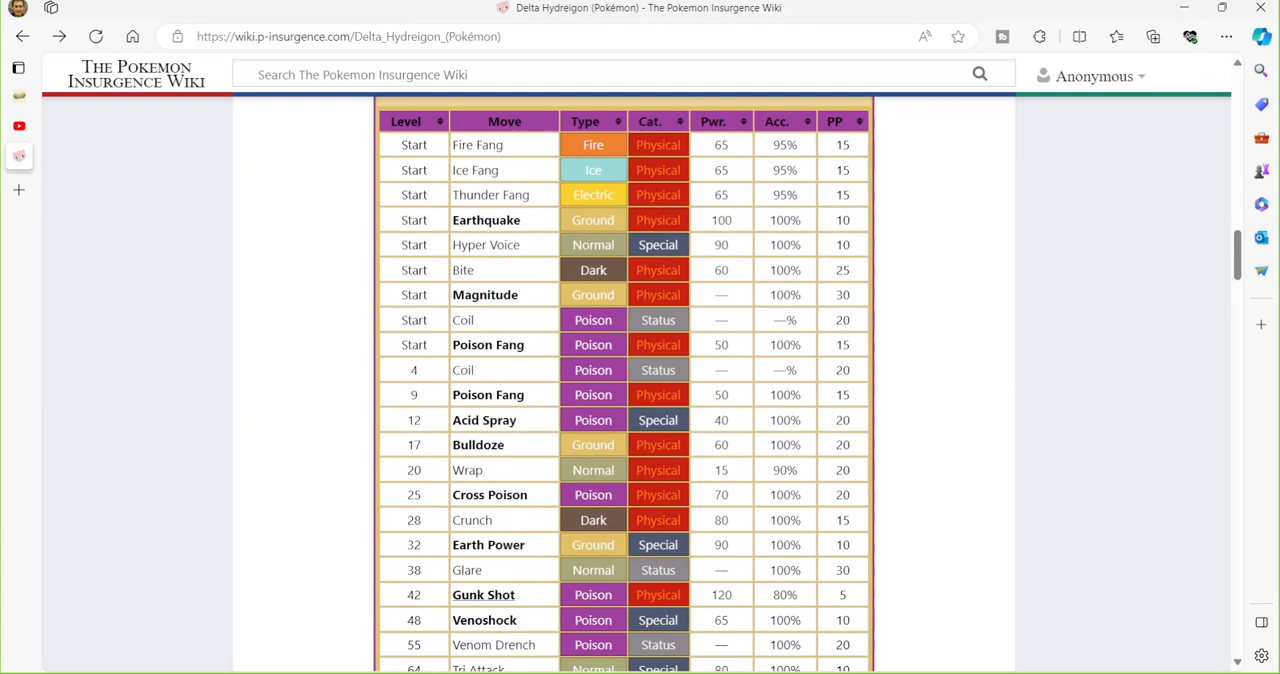 Delta Hydreigon (Pokémon) - The Pokemon Insurgence Wiki
https://wiki.p-insurgence.com/Delta_Hydreigon_(Pokémon)
THE POKEMON
INSURGENCE WIKI
Search The Pokemon Insurgence Wiki
Anonymous
Level Move Type Cat. Pwr. Acc. PP
Start Fire Fang Fire Physical 65 95% 15
Start Ice Fang Ice Physical 65 95% 15
Start Thunder Fang Electric Physical 65 95% 15
Start Earthquake Ground Physical 100 100% 10
Start Hyper Voice Normal Special 90 100% 10
Start Bite Dark Physical 60 100% 25
Start Magnitude Ground Physical — 100% 30
Start Coil Poison Status — —% 20
Start Poison Fang Poison Physical 50 100% 15
4 Coil Poison Status — —% 20
9 Poison Fang Poison Physical 50 100% 15
12 Acid Spray Poison Special 40 100% 20
17 Bulldoze Ground Physical 60 100% 20
20 Wrap Normal Physical 15 90% 20
25 Cross Poison Poison Physical 70 100% 20
28 Crunch Dark Physical 80 100% 15
32 Earth Power Ground Special 90 100% 10
38 Glare Normal Status — 100% 30
42 Gunk Shot Poison Physical 120 80% 5
48 Venoshock Poison Special 65 100% 10
55 Venom Drench Poison Status — 100% 20
64 Tri Attack Normal Special 80 100% 10